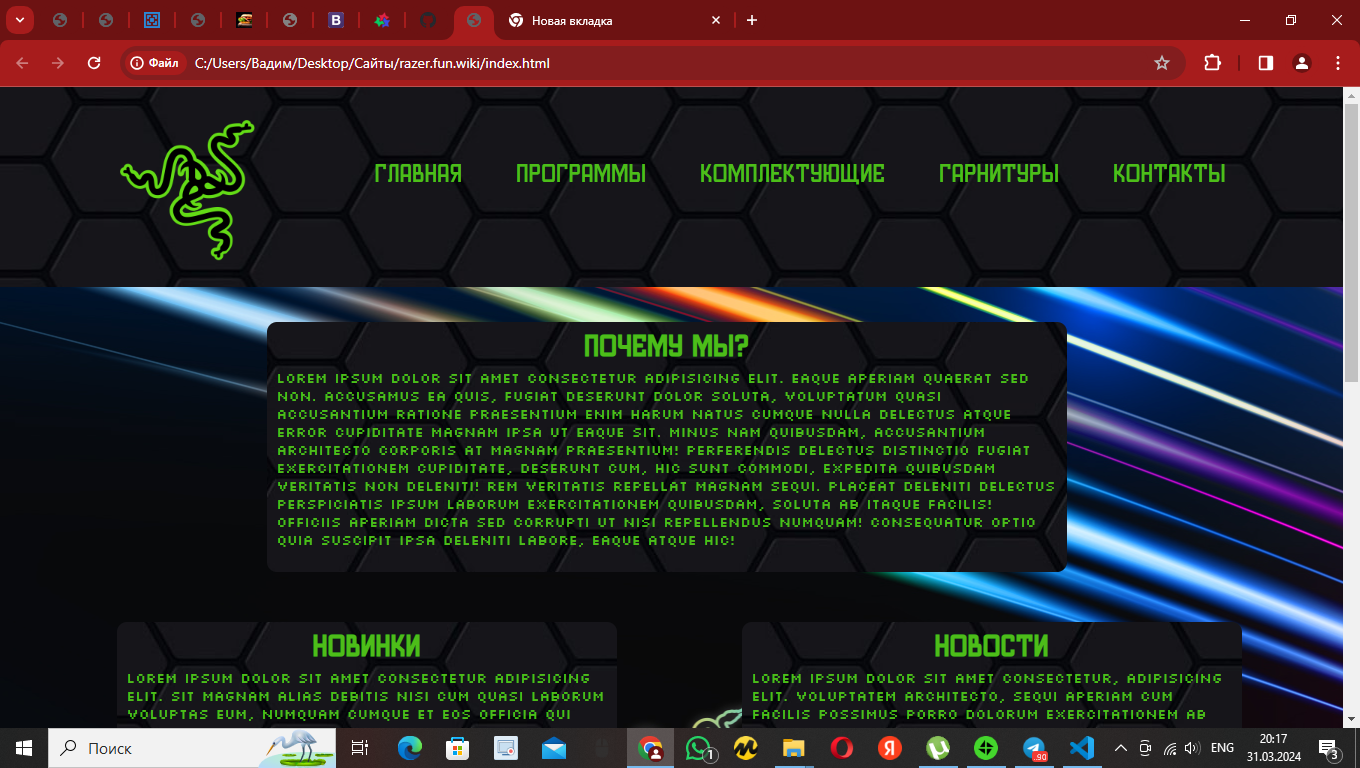 Новая вкладка
Файл C:/Users/Вадим/Desktop/Сайты/razer.fun.wiki/index.html
ГЛАВНАЯ ПРОГРАММЫ КОМПЛЕКТУЮЩИЕ ГАРНИТУРЫ КОНТАКТЫ
ПОЧЕМУ МЫ?
LOREM IPSUM DOLOR SIT AMET CONSECTETUR ADIPISICING ELIT. EAQUE APERIAM QUAERAT SED
NON. ACCUSAMUS EA QUIS, FUGIAT DESERUNT DOLOR SOLUTA, VOLUPTATUM QUASI
ACCUSANTIUM RATIONE PRAESENTIUM ENIM HARUM NATUS CUMQUE NULLA DELECTUS ATQUE
ERROR CUPIDITATE MAGNAM IPSA UT EAQUE SIT. MINUS NAM QUIBUSDAM, ACCUSANTIUM
ARCHITECTO CORPORIS AT MAGNAM PRAESENTIUM! PERFERENDIS DELECTUS DISTINCTIO FUGIAT
EXERCITATIONEM CUPIDITATE, DESERUNT CUM, HIC SUNT COMMODI, EXPEDITA QUIBUSDAM
VERITATIS NON DELENITI! REM VERITATIS REPELLAT MAGNAM SEQUI. PLACEAT DELENITI DELECTUS
PERSPICIATIS IPSUM LABORUM EXERCITATIONEM QUIBUSDAM, SOLUTA AB ITAQUE FACILIS!
OFFICIIS APERIAM DICTA SED CORRUPTI UT NISI REPELLENDUS NUMQUAM! CONSEQUATUR OPTIO
QUIA SUSCIPIT IPSA DELENITI LABORE, EAQUE ATQUE HIC!
НОВИНКИ
LOREM IPSUM DOLOR SIT AMET CONSECTETUR ADIPISICING
ELIT. SIT MAGNAM ALIAS DEBITIS NISI CUM QUASI LABORUM
VOLUPTAS EUM, NUMQUAM CUMQUE ET EOS OFFICIA QUI
НОВОСТИ
LOREM IPSUM DOLOR SIT AMET CONSECTETUR, ADIPISICING
ELIT. VOLUPTATEM ARCHITECTO, SEQUI APERIAM CUM
FACILIS POSSIMUS PORRO DOLORUM EXERCITATIONEM AB
Поиск
1
.90
ENG
20:17
31.03.2024
3